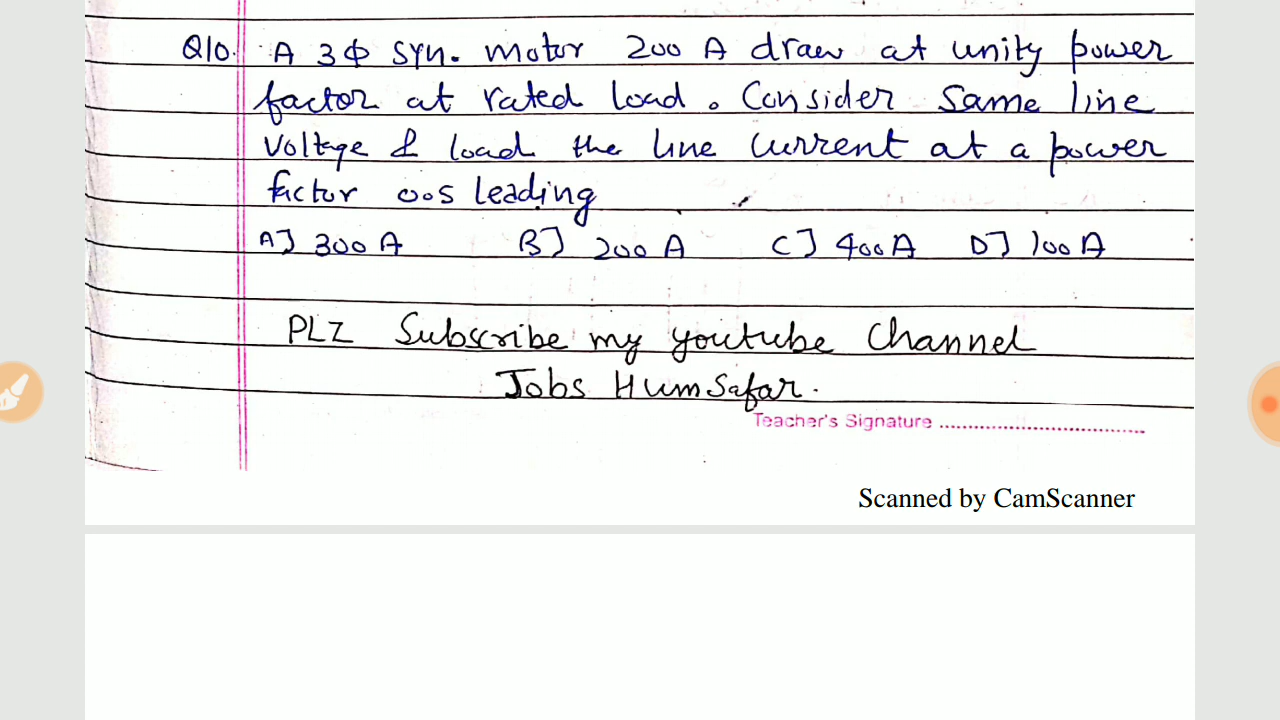 Q10. A 3Φ syn. motor 200 A draw at unity power
factor at rated load. Consider same line
voltage & load the line current at a power
factor 0.5 leading
A] 300 A B] 200 A C] 400 A D] 100 A
PLZ Subscribe my youtube Channel
Jobs HumSafar.
Teacher's Signature ................................
Scanned by CamScanner